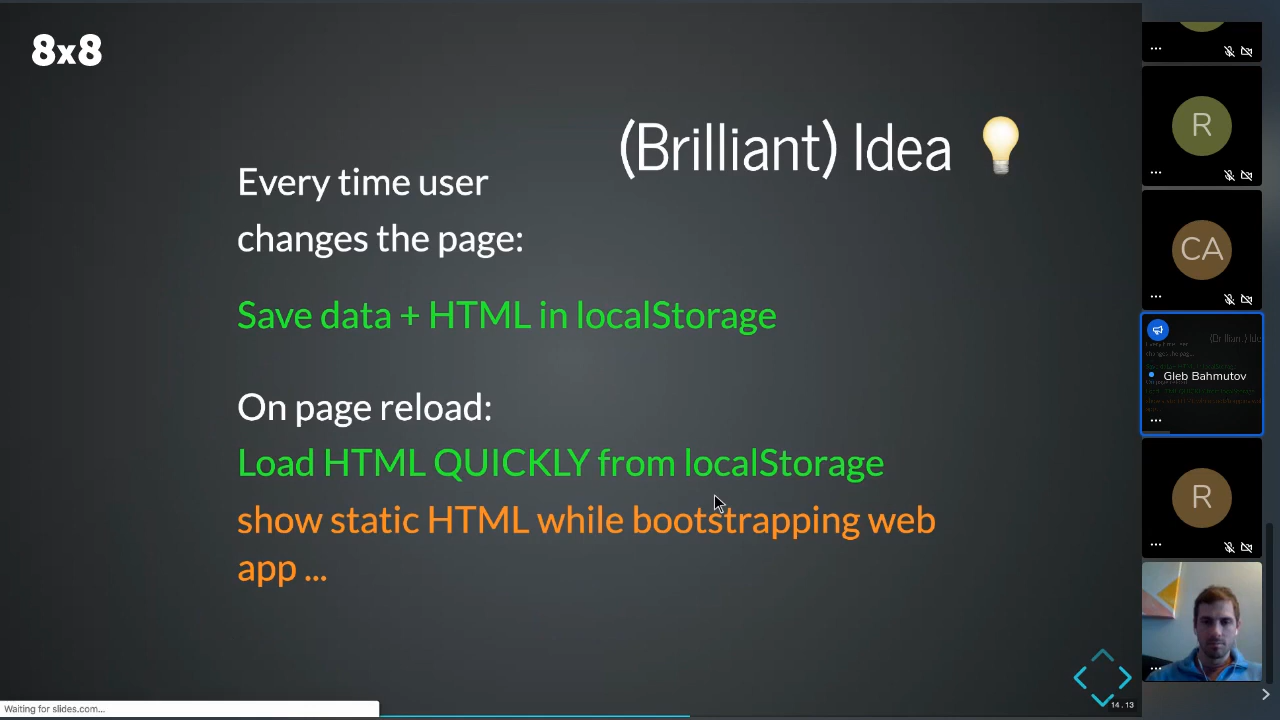 8x8
(Brilliant) Idea
Every time user
changes the page:
Save data + HTML in localStorage
On page reload:
Load HTML QUICKLY from localStorage
show static HTML while bootstrapping web
app ...
Waiting for slides.com...
14.13
R
CA
Gleb Bahmutov
R